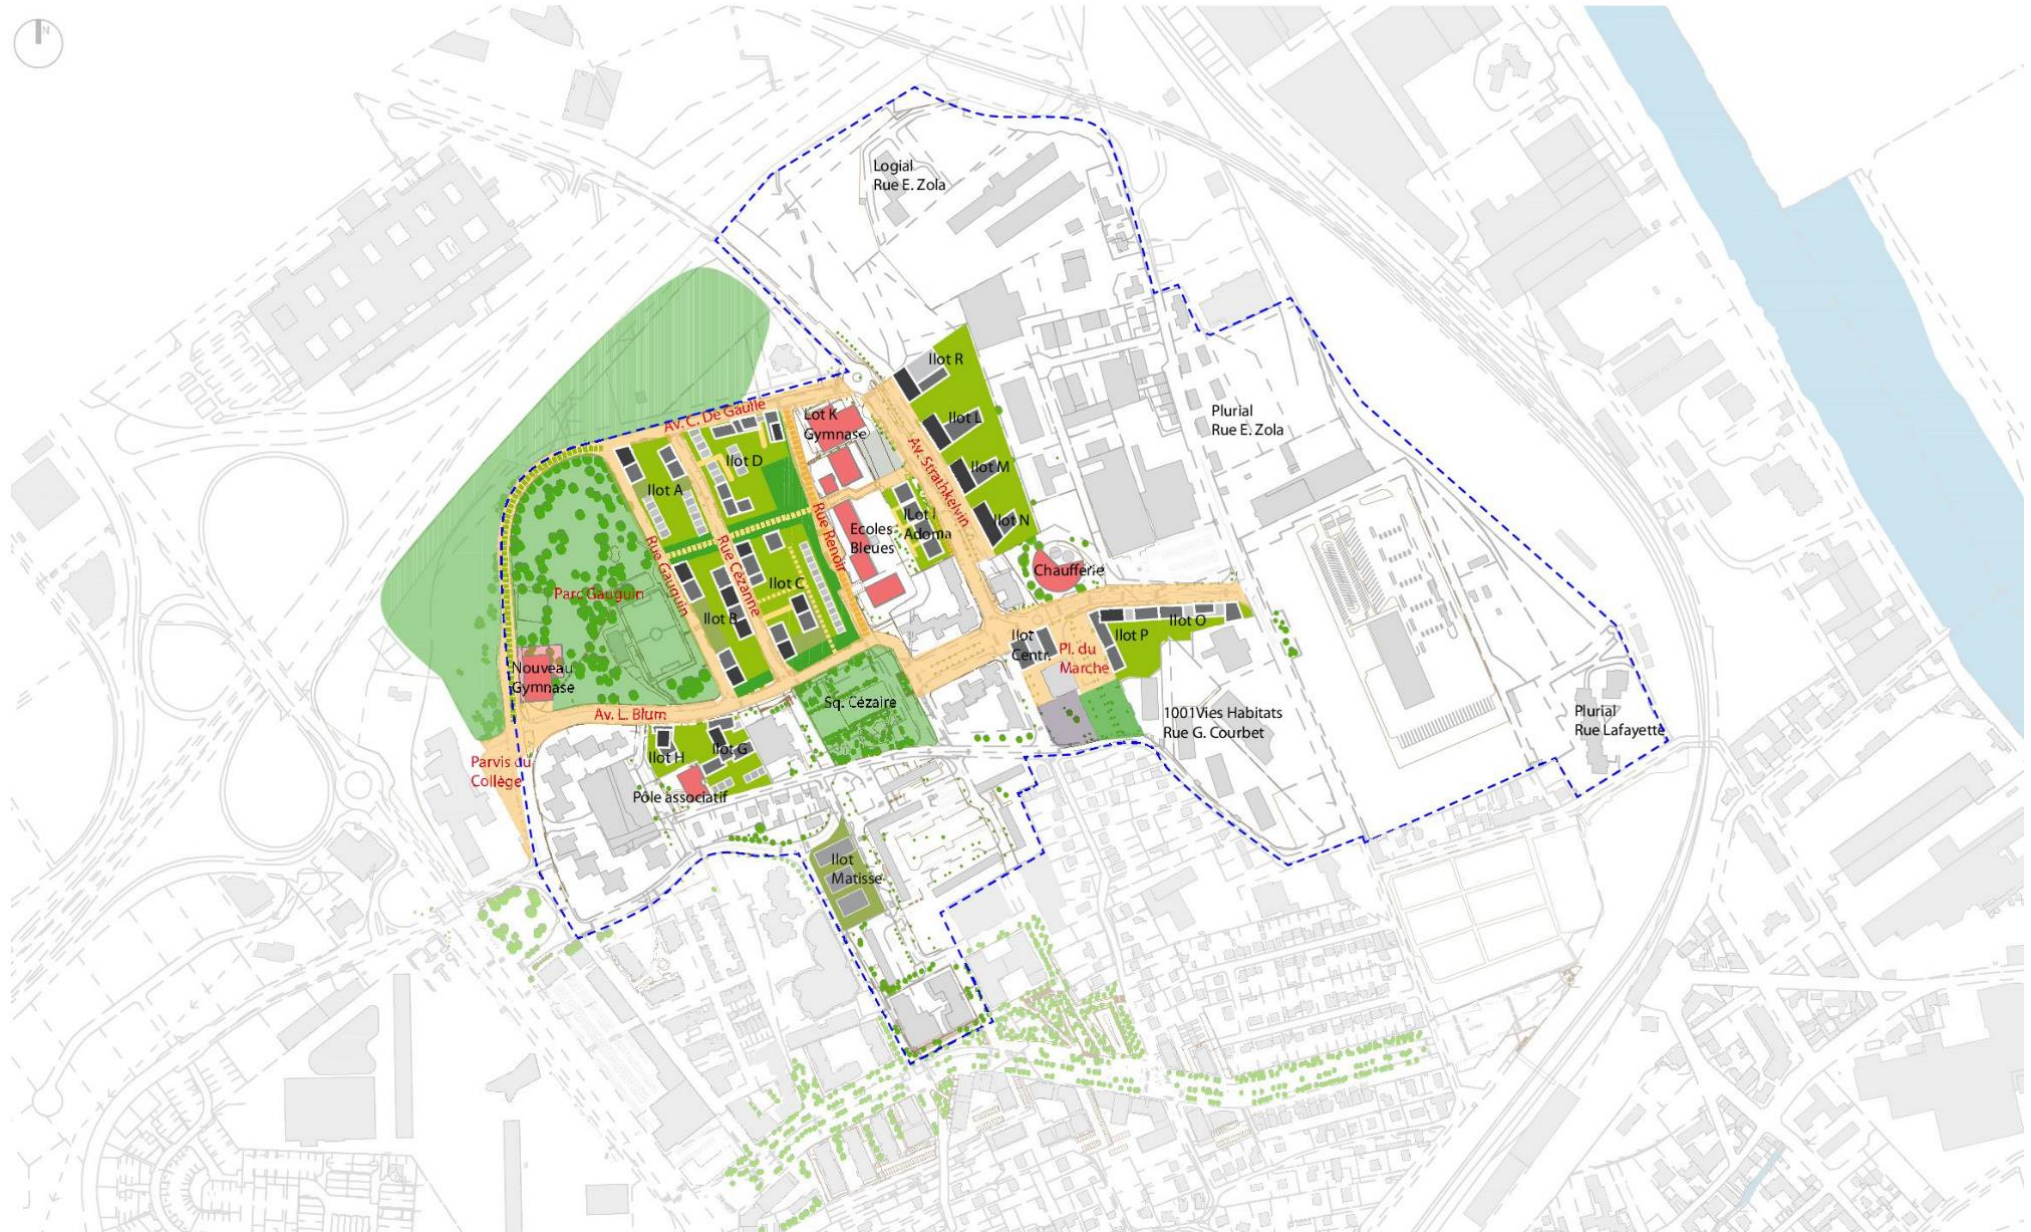 N
Logial
Rue E. Zola
Ilot R
Av. C. De Gaulle
Lot K
Gymnase
Ilot L
Plurial
Rue E. Zola
Av. Strathkelvin
Ilot D
Ilot M
Ilot A
Ilot N
ILot I
Adoma
Ecoles
Bleues
Rue Renoir
Rue Gauguin
Rue Cézanne
Chaufferie
Ilot C
Parc Gauguin
Ilot B
Ilot O
Ilot P
Ilot
Centr.
Pl. du
Marche
Nouveau
Gymnase
Sq. Cézaire
Av. L. Blum
1001Vies Habitats
Rue G. Courbet
Plurial
Rue Lafayette
Ilot H
Ilot G
Parvis du
Collège
Pôle associatif
Ilot
Matisse